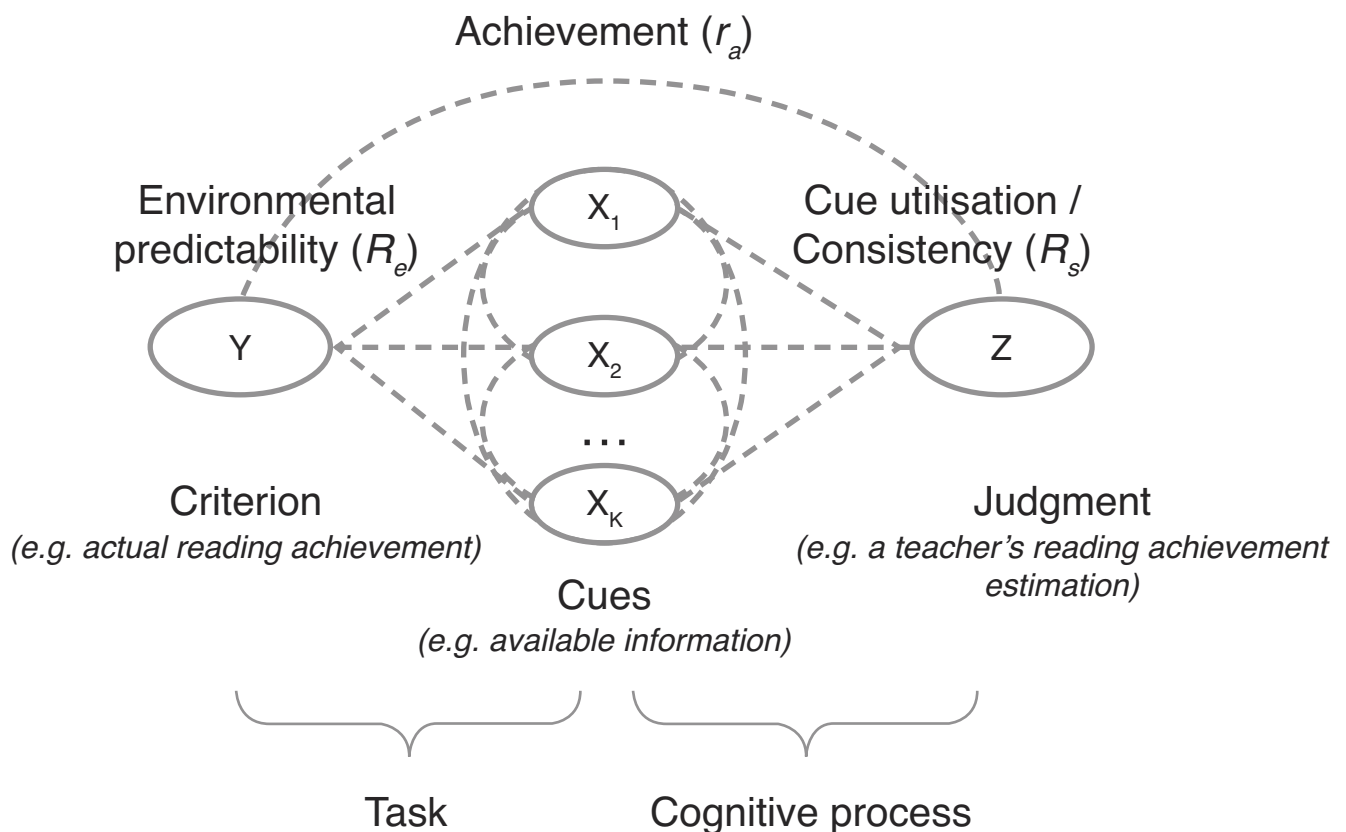 Achievement (rₐ)
Environmental
predictability (Rₑ)
Cue utilisation /
Consistency (Rₛ)
X₁
Y
X₂
Z
...
X_K
Criterion
(e.g. actual reading achievement)
Judgment
(e.g. a teacher’s reading achievement
estimation)
Cues
(e.g. available information)
Task
Cognitive process